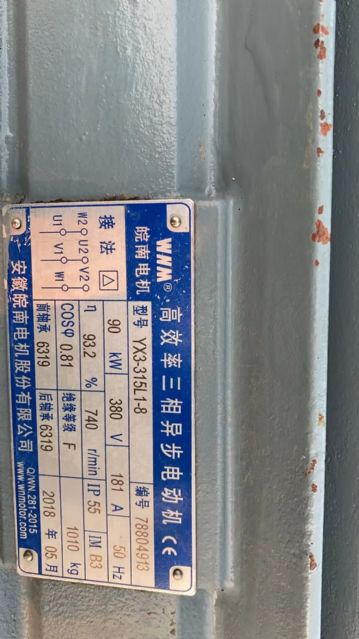 WNM® 高效率三相异步电动机 CE
皖南电机 型号 YX3-315L1-8 编号 78804913
接法 △ 90 kW 380 V 181 A 50 Hz
W2 U2 V2 η 93.2 % 740 r/min IP 55 IM B3
U1 V1 W1 COSφ 0.81 绝缘等级 F 1010 kg
前轴承 6319 后轴承 6319 2018 年 05 月
安徽皖南电机股份有限公司 Q/WN 281-2015
www.wnmotor.com